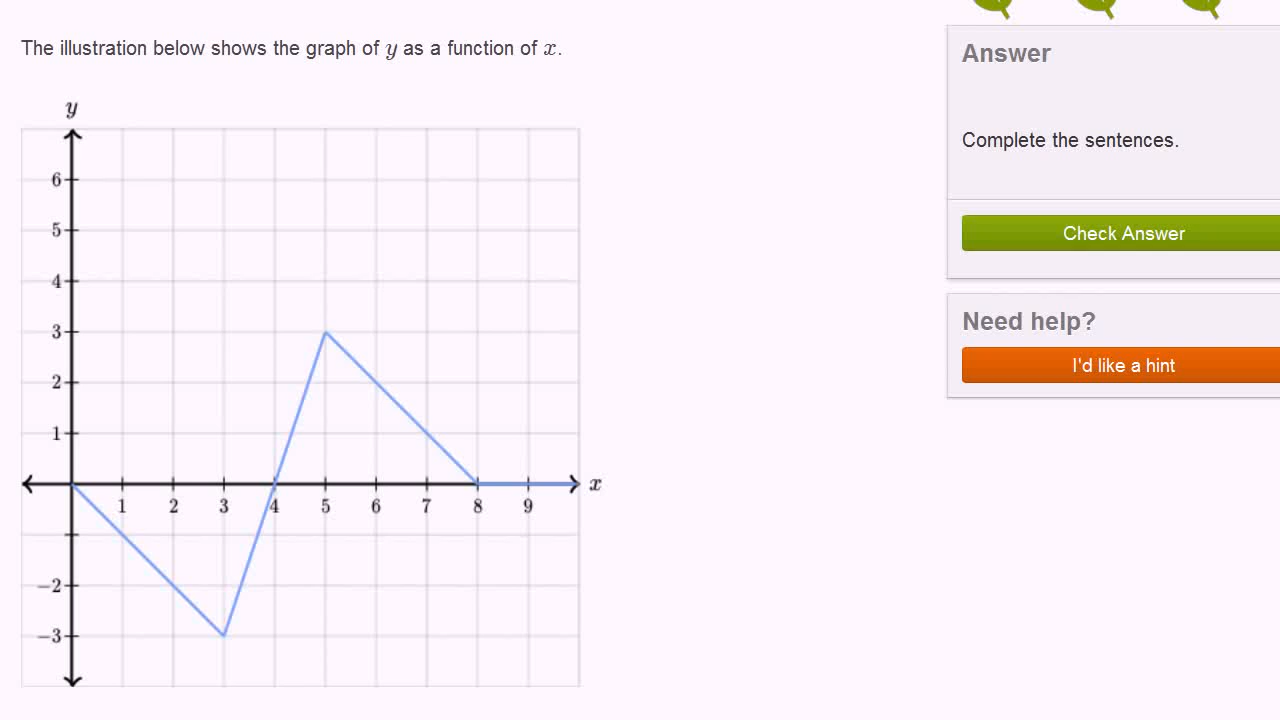 The illustration below shows the graph of y as a function of x.
y
6
5
4
3
2
1
x
1 2 3 4 5 6 7 8 9
−2
−3
Answer
Complete the sentences.
Check Answer
Need help?
I'd like a hint